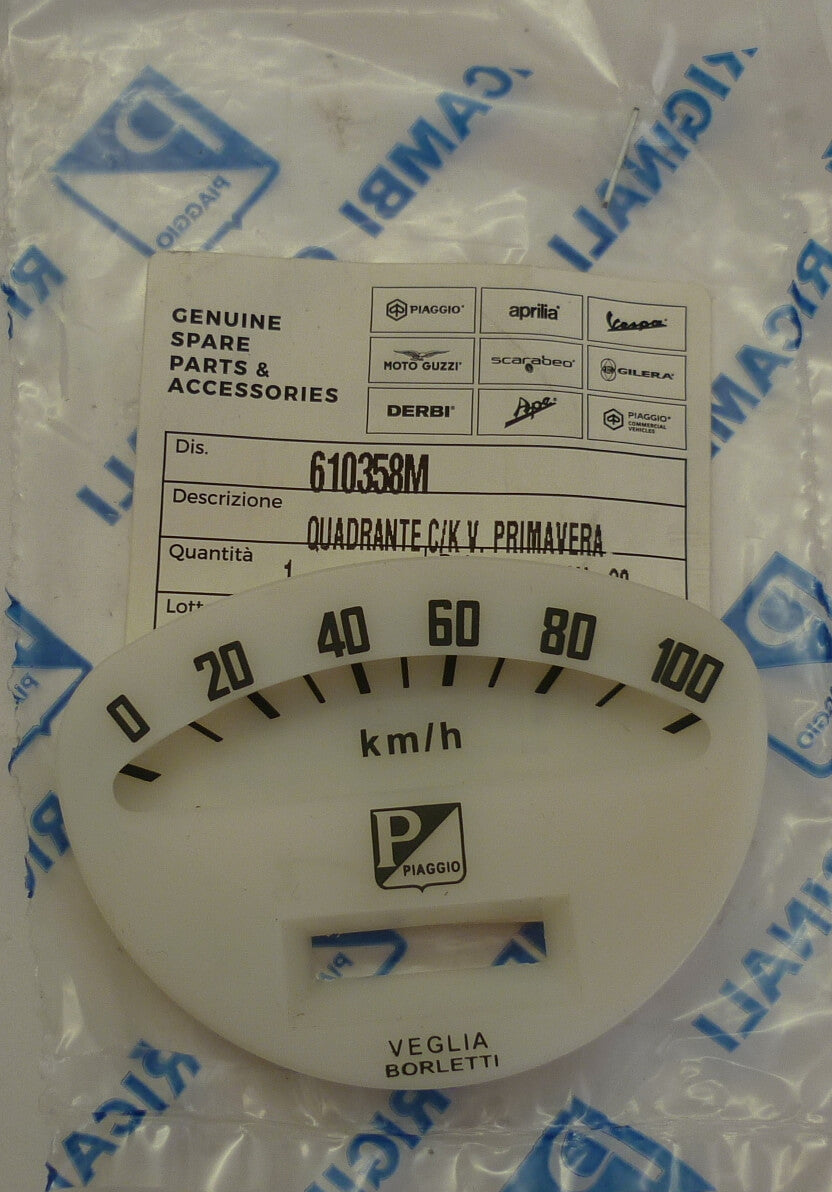 RICAMBI ORIGINALI
PIAGGIO
GENUINE
SPARE
PARTS &
ACCESSORIES
PIAGGIO®
aprilia®
Vespa®
MOTO GUZZI®
scarabeo®
GILERA®
DERBI®
Ape®
PIAGGIO®
COMMERCIAL
VEHICLES
Dis.
610358M
Descrizione
QUADRANTE C/K V. PRIMAVERA
Quantità
1
0 20 40 60 80 100
km/h
P
PIAGGIO
VEGLIA
BORLETTI